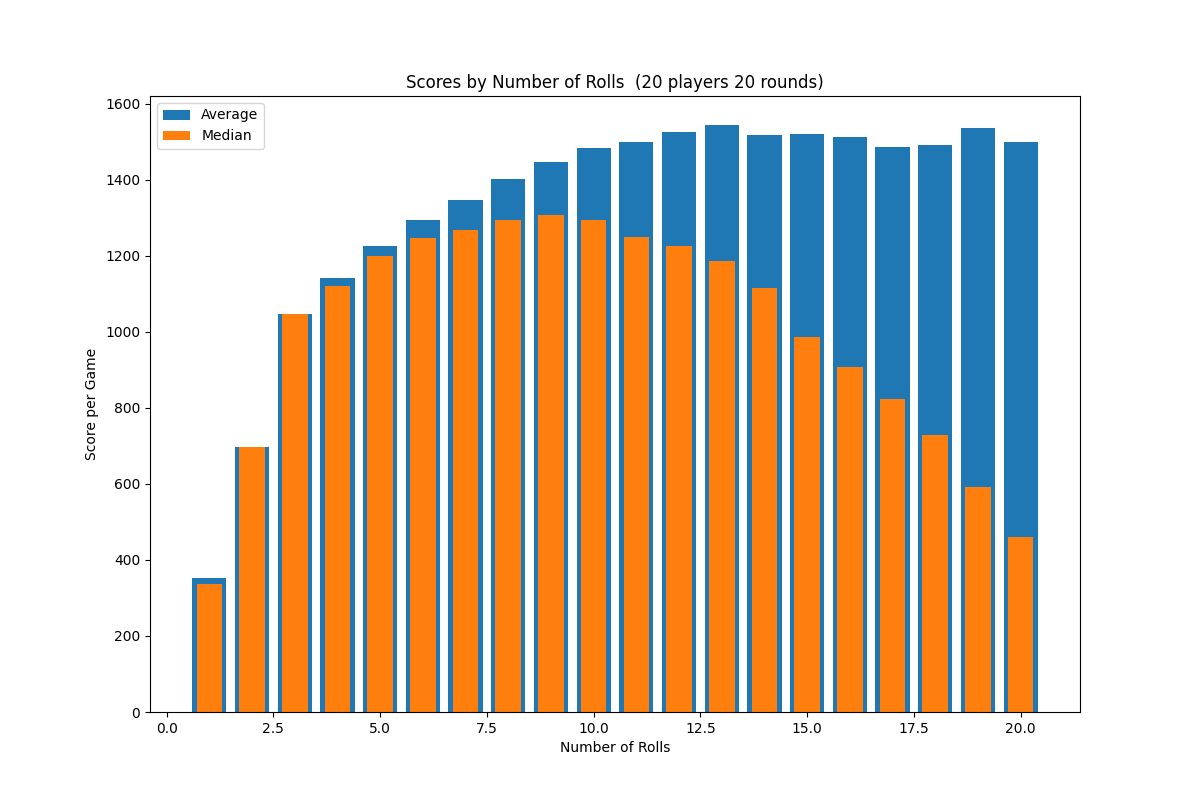 Scores by Number of Rolls  (20 players 20 rounds)
Average
Median
Score per Game
1600
1400
1200
1000
800
600
400
200
0
0.0 2.5 5.0 7.5 10.0 12.5 15.0 17.5 20.0
Number of Rolls